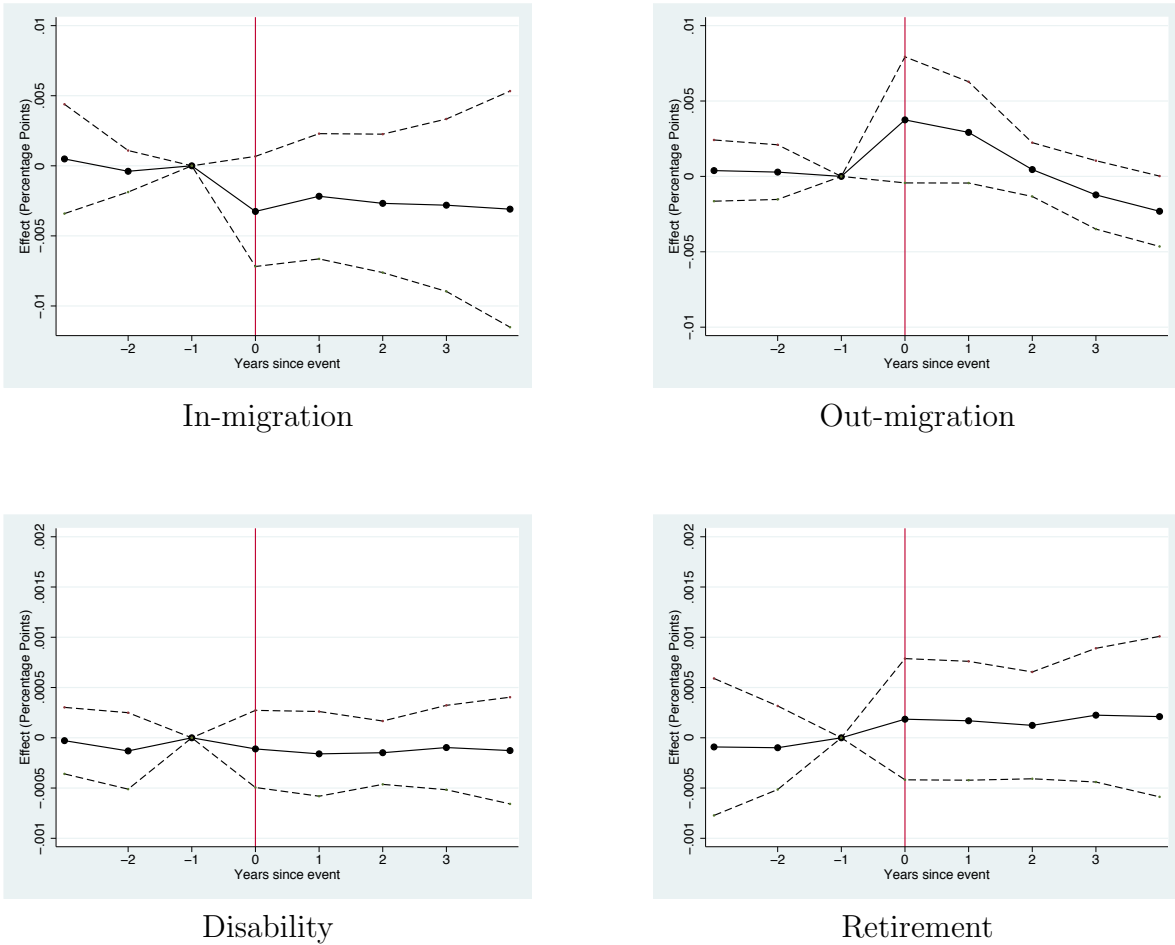 .01
.005
0
−.005
−.01
Effect (Percentage Points)
−2 −1 0 1 2 3
Years since event
In-migration
.01
.005
0
−.005
−.01
Effect (Percentage Points)
−2 −1 0 1 2 3
Years since event
Out-migration
.002
.0015
.001
.0005
0
−.0005
−.001
Effect (Percentage Points)
−2 −1 0 1 2 3
Years since event
Disability
.002
.0015
.001
.0005
0
−.0005
−.001
Effect (Percentage Points)
−2 −1 0 1 2 3
Years since event
Retirement